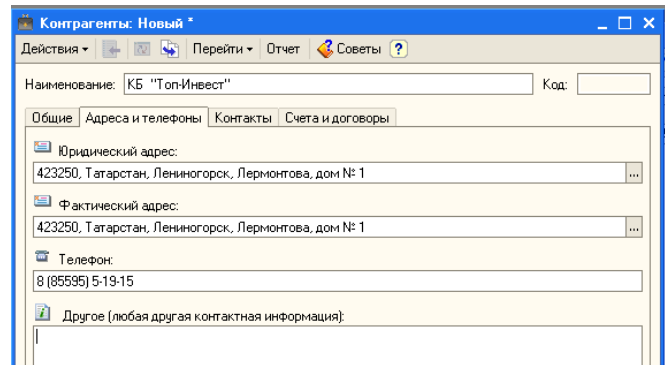 Контрагенты: Новый *
Действия Перейти Отчет Советы ?
Наименование: КБ "Топ-Инвест" Код:
Общие Адреса и телефоны Контакты Счета и договоры
Юридический адрес:
423250, Татарстан, Лениногорск, Лермонтова, дом № 1 ...
Фактический адрес:
423250, Татарстан, Лениногорск, Лермонтова, дом № 1 ...
Телефон:
8 (85595) 5-19-15
Другое (любая другая контактная информация):